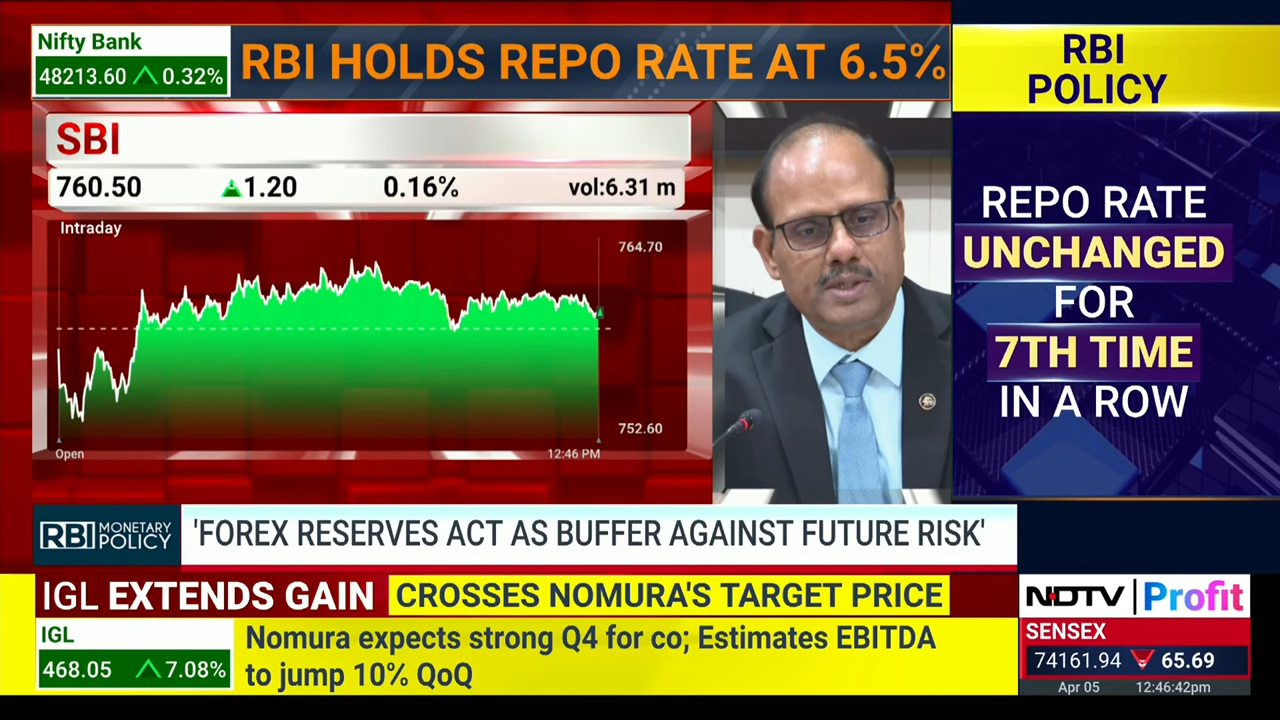 Nifty Bank
48213.60 0.32%
RBI HOLDS REPO RATE AT 6.5%
RBI
POLICY
SBI
760.50 1.20 0.16% vol:6.31 m
Intraday
764.70
752.60
Open 12:46 PM
REPO RATE
UNCHANGED
FOR
7TH TIME
IN A ROW
RBI MONETARY
POLICY
'FOREX RESERVES ACT AS BUFFER AGAINST FUTURE RISK'
IGL EXTENDS GAIN CROSSES NOMURA'S TARGET PRICE
IGL
468.05 7.08%
Nomura expects strong Q4 for co; Estimates EBITDA
to jump 10% QoQ
NDTV Profit
SENSEX
74161.94 65.69
Apr 05 12:46:42pm